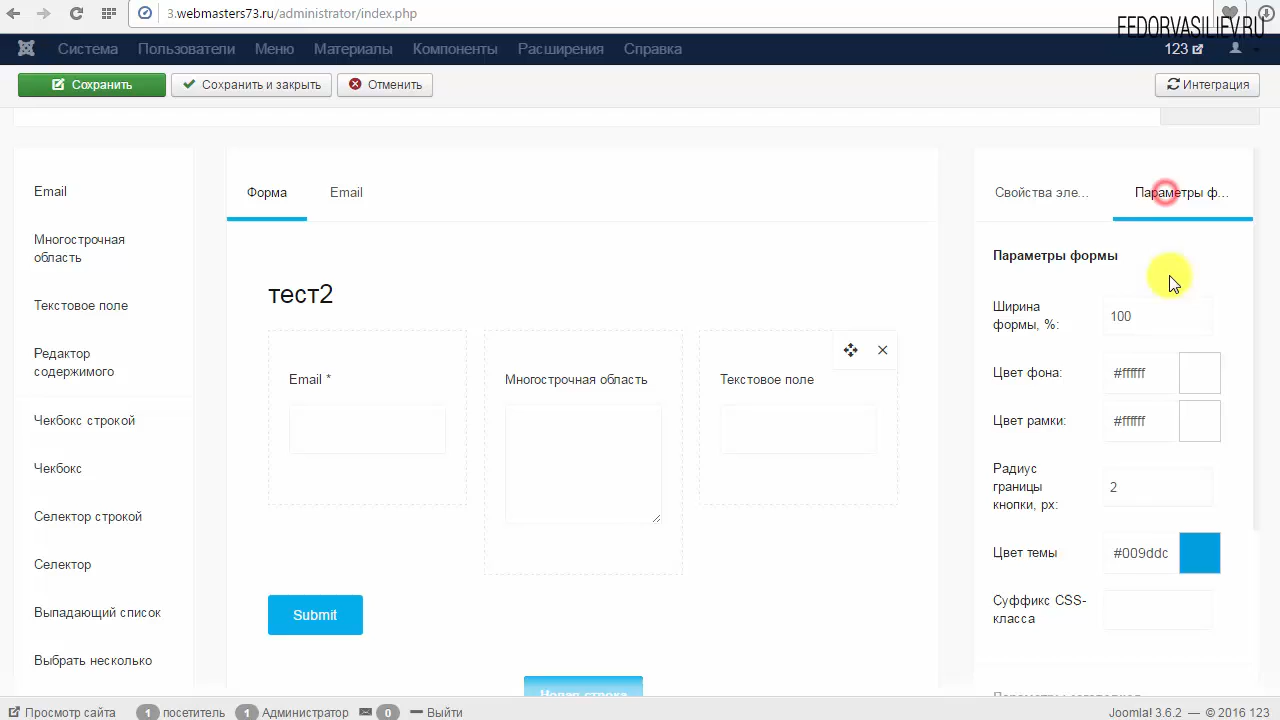 3.webmasters73.ru/administrator/index.php
FEDORVASILIEV.RU
Система Пользователи Меню Материалы Компоненты Расширения Справка 123
Сохранить Сохранить и закрыть Отменить Интеграция
Email
Многострочная
область
Текстовое поле
Редактор
содержимого
Чекбокс строкой
Чекбокс
Селектор строкой
Селектор
Выпадающий список
Выбрать несколько
Форма Email
тест2
Email *
Многострочная область
Текстовое поле
Submit
Новая строка
Свойства эле... Параметры ф...
Параметры формы
Ширина
формы, %:
100
Цвет фона: #ffffff
Цвет рамки: #ffffff
Радиус
границы
кнопки, px:
2
Цвет темы #009ddc
Суффикс CSS-
класса
Параметры заголовков
Просмотр сайта 1 посетитель 1 Администратор 0 Выйти
Joomla! 3.6.2 — © 2016 123